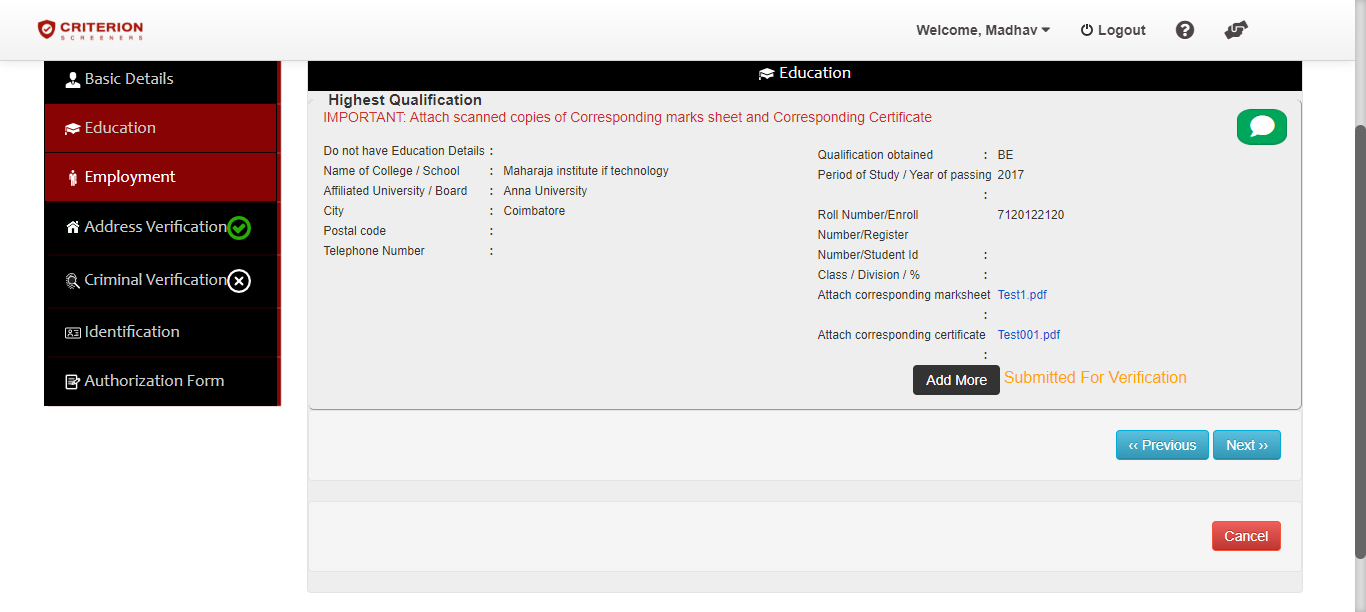 CRITERION
SCREENERS
Welcome, Madhav
Logout
Basic Details
Education
Employment
Address Verification
Criminal Verification
Identification
Authorization Form
Education
Highest Qualification
IMPORTANT: Attach scanned copies of Corresponding marks sheet and Corresponding Certificate
Do not have Education Details :
Name of College / School : Maharaja institute if technology
Affiliated University / Board : Anna University
City : Coimbatore
Postal code :
Telephone Number :
Qualification obtained : BE
Period of Study / Year of passing 2017
:
Roll Number/Enroll 7120122120
Number/Register
Number/Student Id :
Class / Division / % :
Attach corresponding marksheet Test1.pdf
:
Attach corresponding certificate Test001.pdf
:
Add More Submitted For Verification
‹‹ Previous Next ››
Cancel